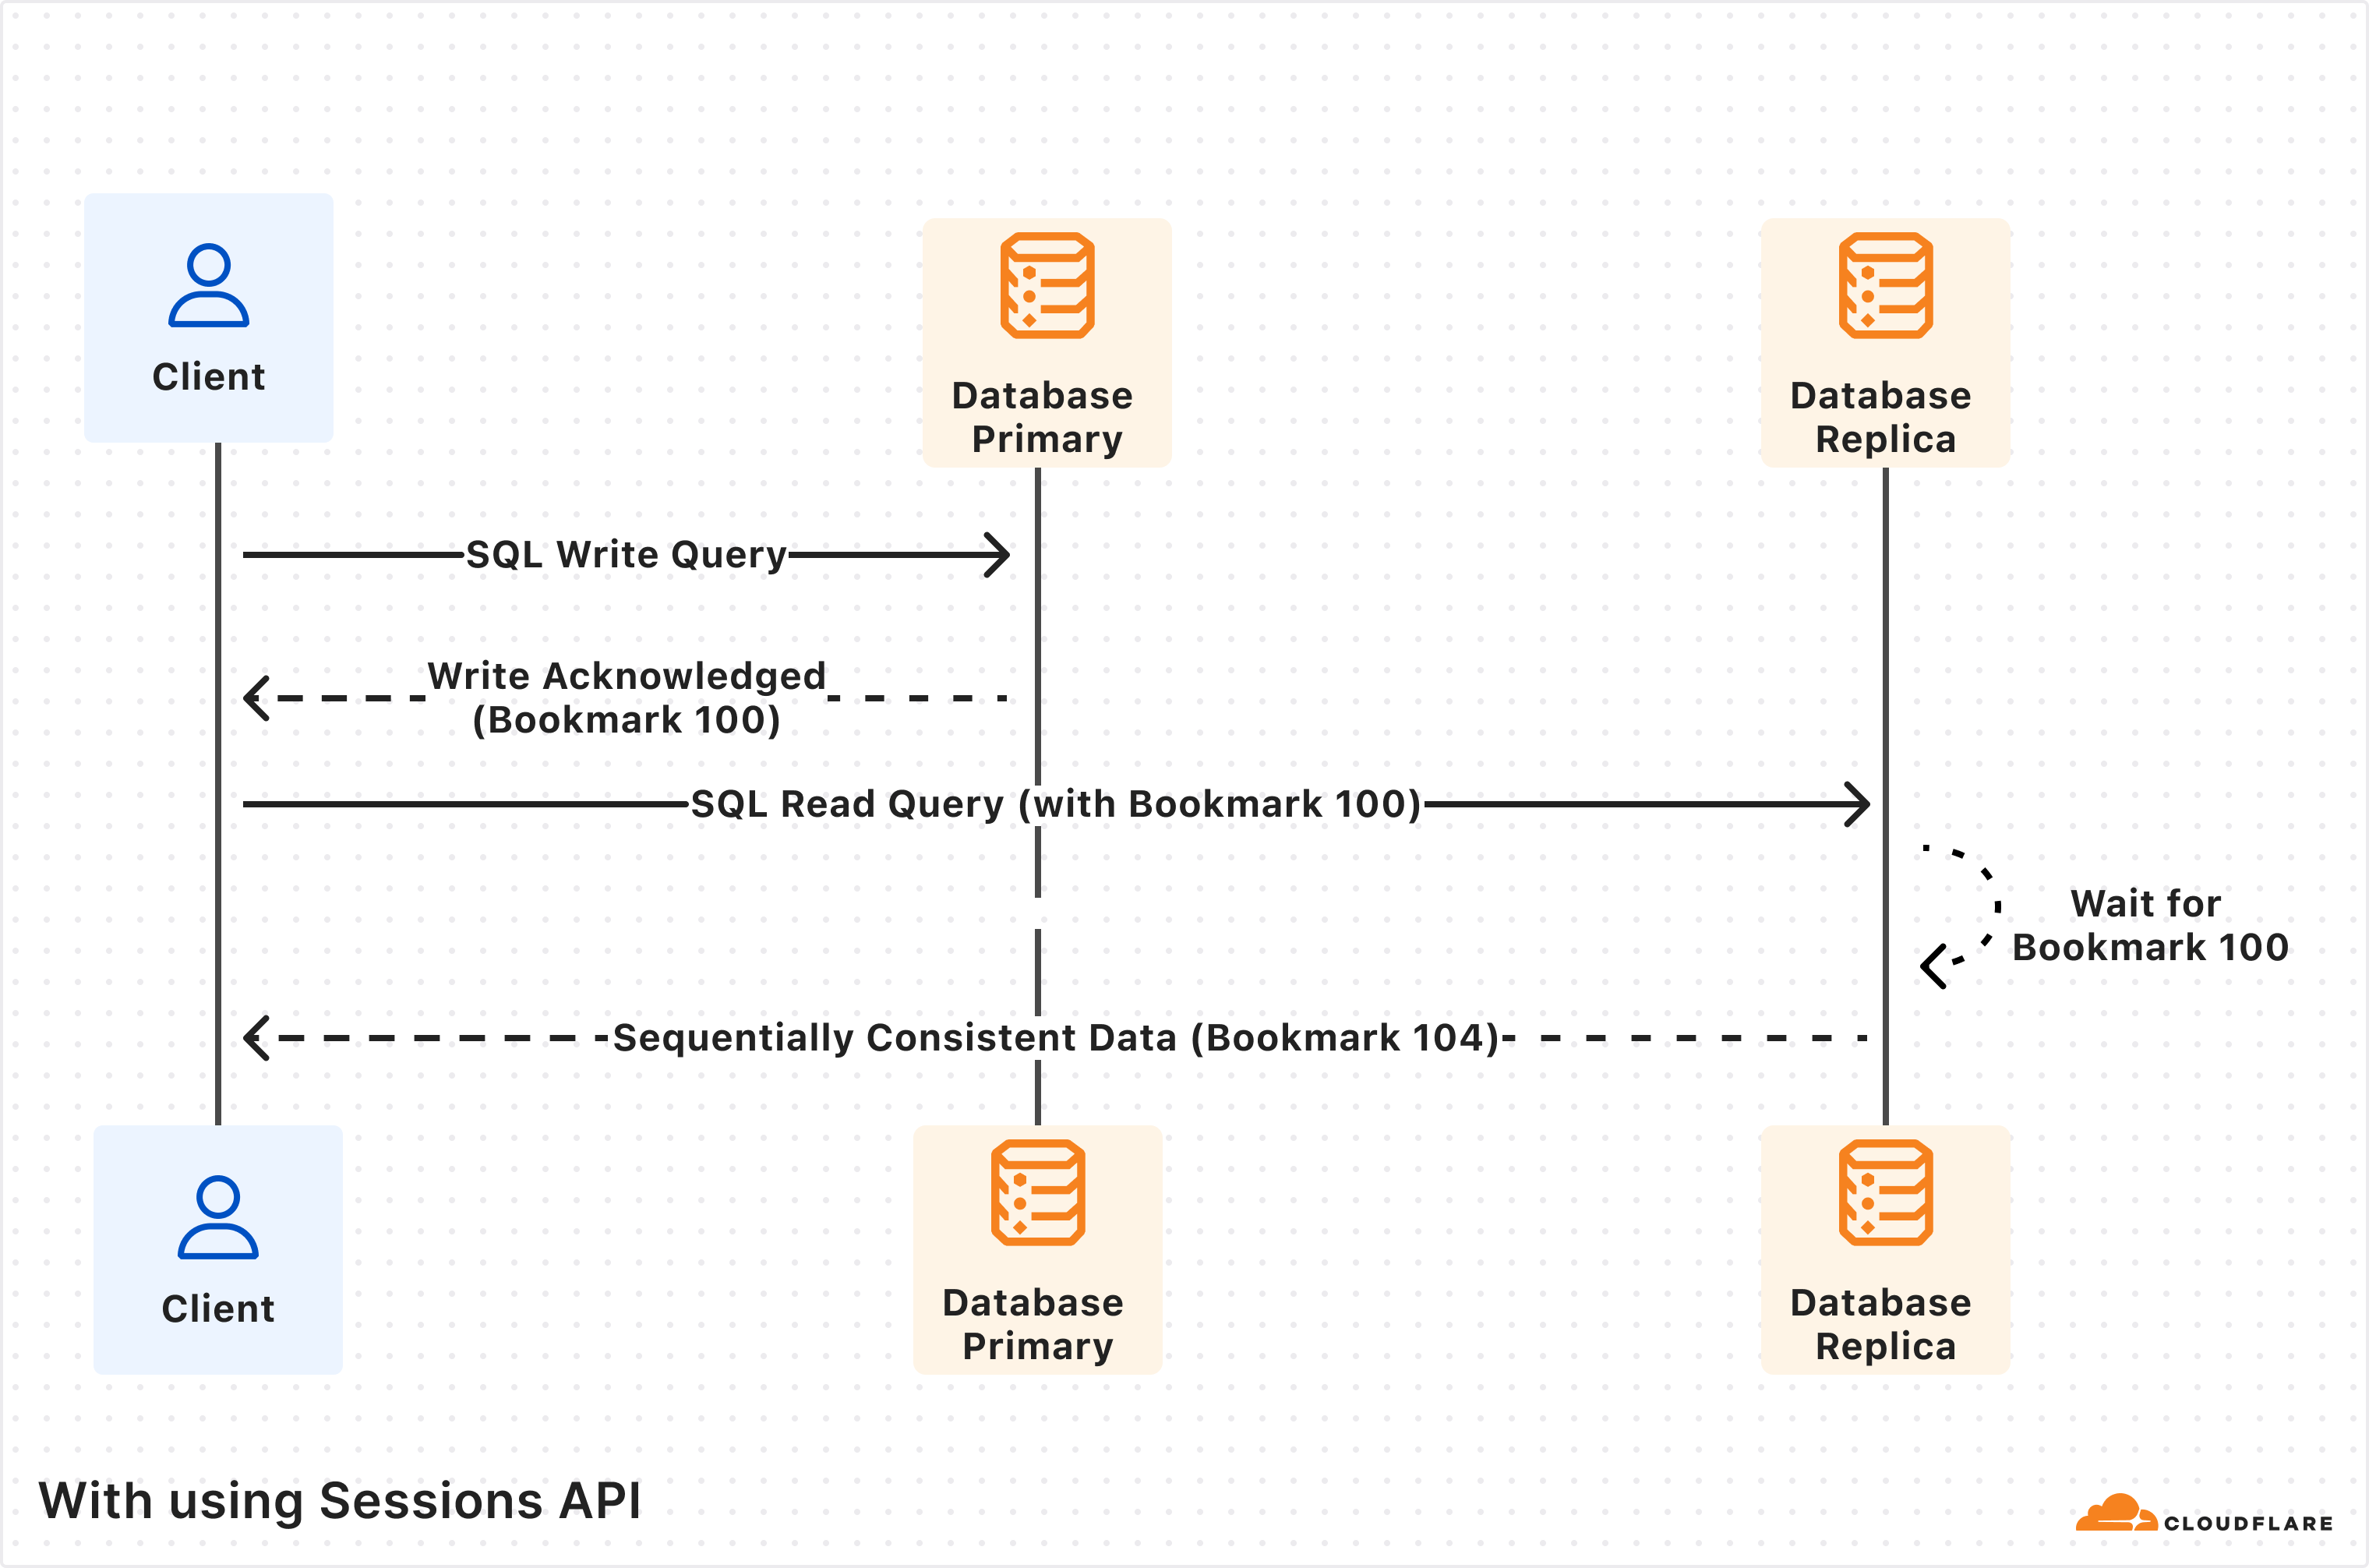 Client
Database
Primary
Database
Replica
SQL Write Query
Write Acknowledged
(Bookmark 100)
SQL Read Query (with Bookmark 100)
Wait for
Bookmark 100
Sequentially Consistent Data (Bookmark 104)
Client
Database
Primary
Database
Replica
With using Sessions API
CLOUDFLARE